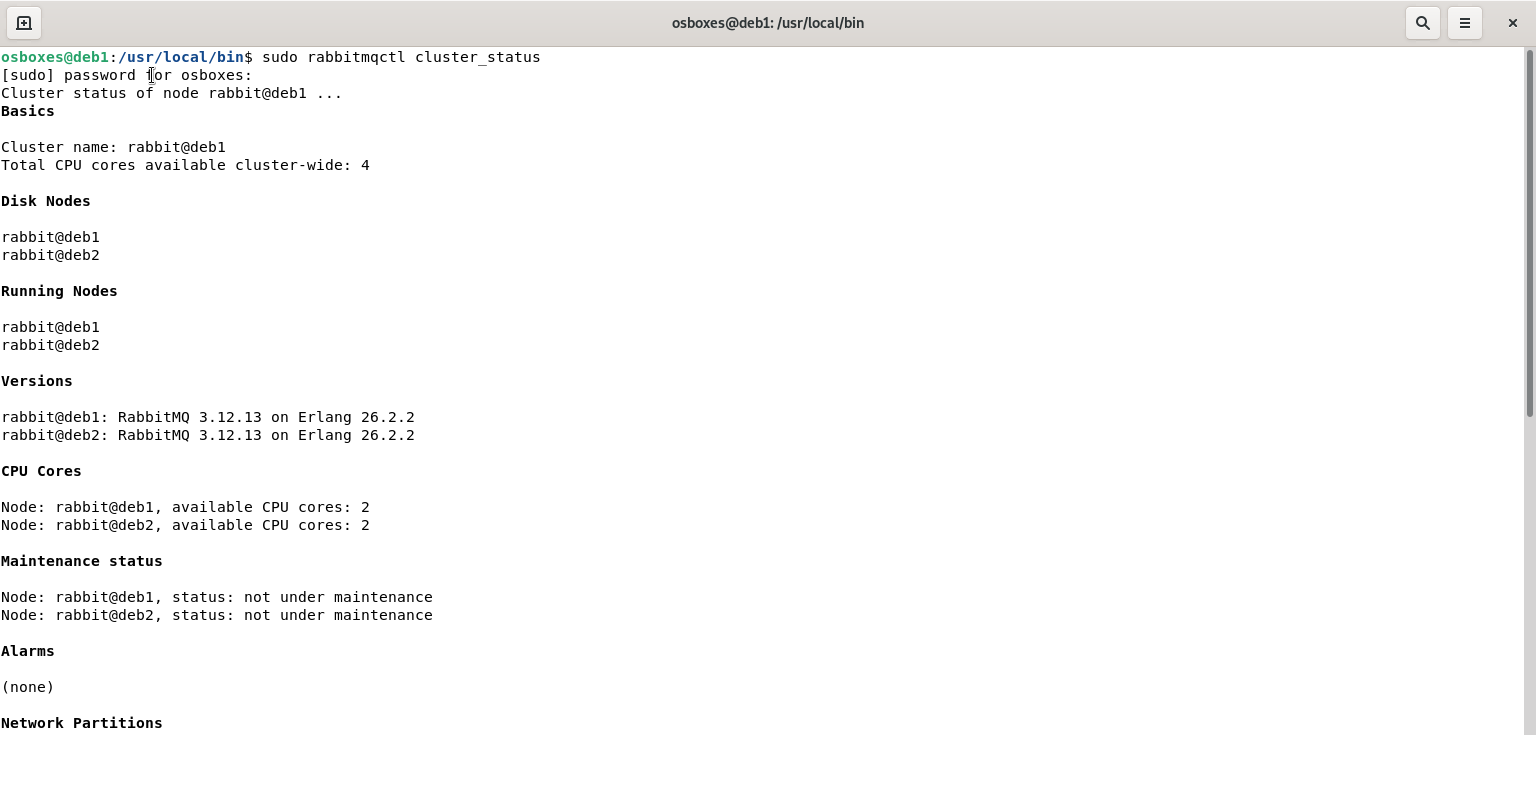 osboxes@deb1: /usr/local/bin
osboxes@deb1:/usr/local/bin$ sudo rabbitmqctl cluster_status
[sudo] password for osboxes:
Cluster status of node rabbit@deb1 ...
Basics
Cluster name: rabbit@deb1
Total CPU cores available cluster-wide: 4
Disk Nodes
rabbit@deb1
rabbit@deb2
Running Nodes
rabbit@deb1
rabbit@deb2
Versions
rabbit@deb1: RabbitMQ 3.12.13 on Erlang 26.2.2
rabbit@deb2: RabbitMQ 3.12.13 on Erlang 26.2.2
CPU Cores
Node: rabbit@deb1, available CPU cores: 2
Node: rabbit@deb2, available CPU cores: 2
Maintenance status
Node: rabbit@deb1, status: not under maintenance
Node: rabbit@deb2, status: not under maintenance
Alarms
(none)
Network Partitions